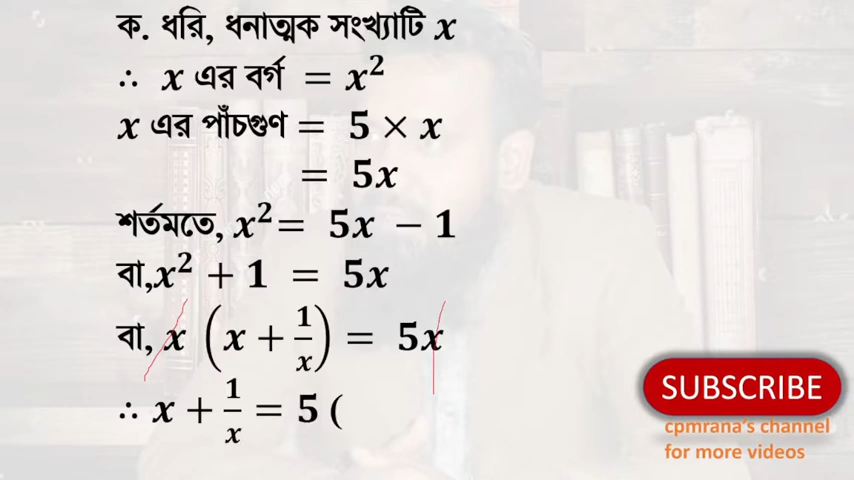 ক. ধরি, ধনাত্মক সংখ্যাটি x
∴ x এর বর্গ = x²
x এর পাঁচগুণ = 5 × x
= 5x
শর্তমতে, x² = 5x − 1
বা,x² + 1 = 5x
বা, x (x + 1/x) = 5x
∴ x + 1/x = 5 (
SUBSCRIBE
cpmrana's channel
for more videos